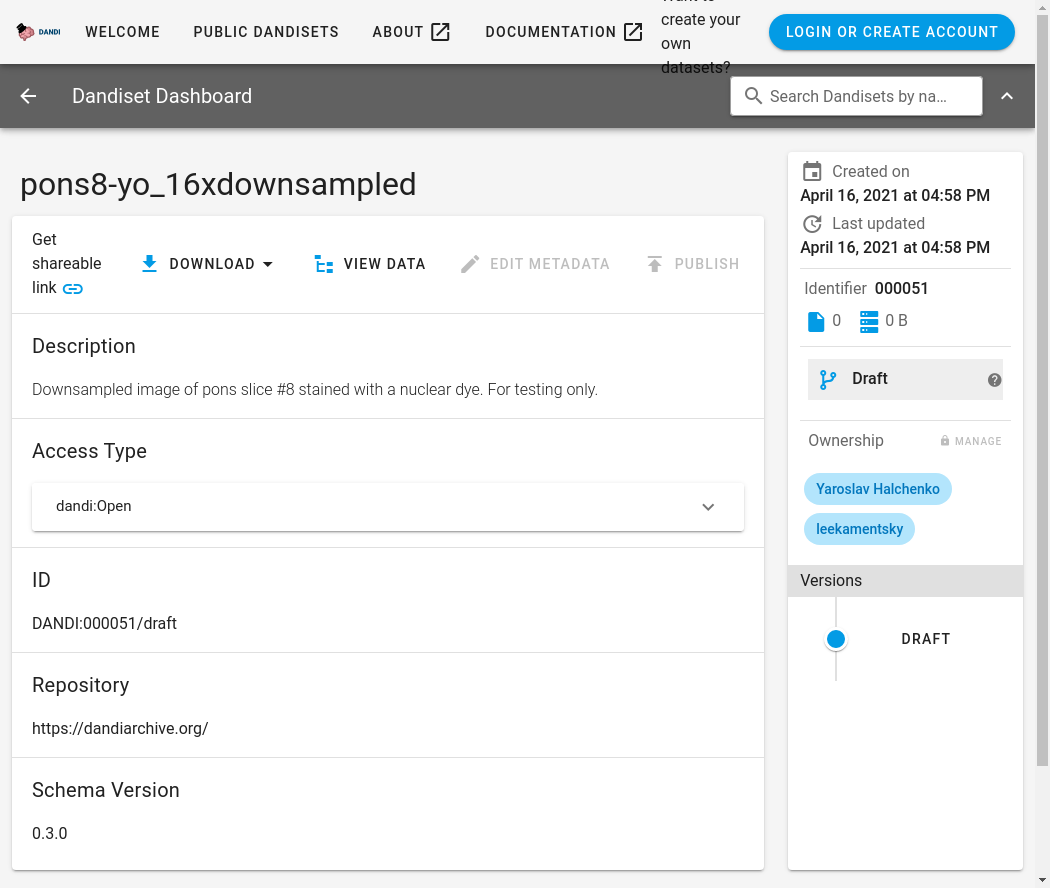 DANDI
WELCOME
PUBLIC DANDISETS
ABOUT
DOCUMENTATION
create your
own
datasets?
LOGIN OR CREATE ACCOUNT
Dandiset Dashboard
Search Dandisets by na…
pons8-yo_16xdownsampled
Get
shareable
link
DOWNLOAD
VIEW DATA
EDIT METADATA
PUBLISH
Description
Downsampled image of pons slice #8 stained with a nuclear dye. For testing only.
Access Type
dandi:Open
ID
DANDI:000051/draft
Repository
https://dandiarchive.org/
Schema Version
0.3.0
Created on
April 16, 2021 at 04:58 PM
Last updated
April 16, 2021 at 04:58 PM
Identifier 000051
0
0 B
Draft
Ownership
MANAGE
Yaroslav Halchenko
leekamentsky
Versions
DRAFT